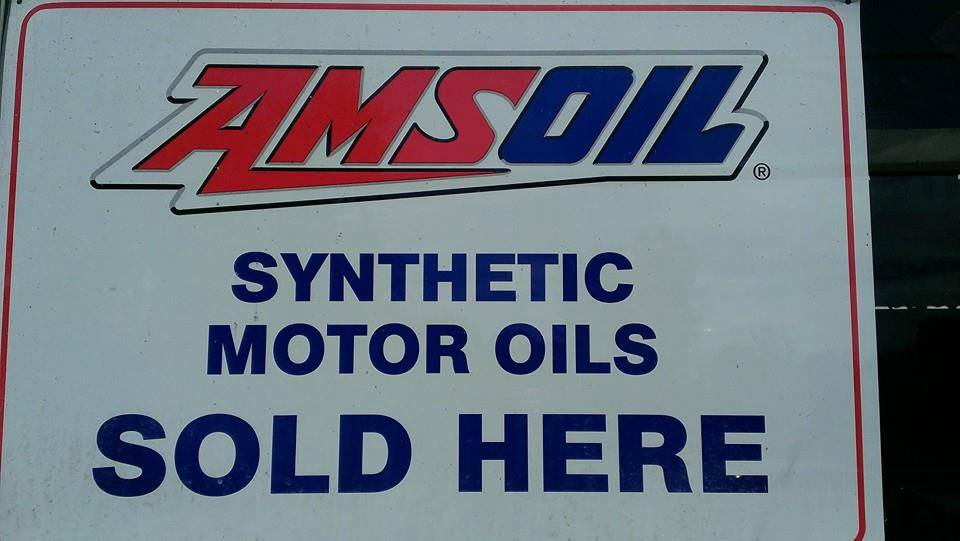 AMSOIL®
SYNTHETIC
MOTOR OILS
SOLD HERE